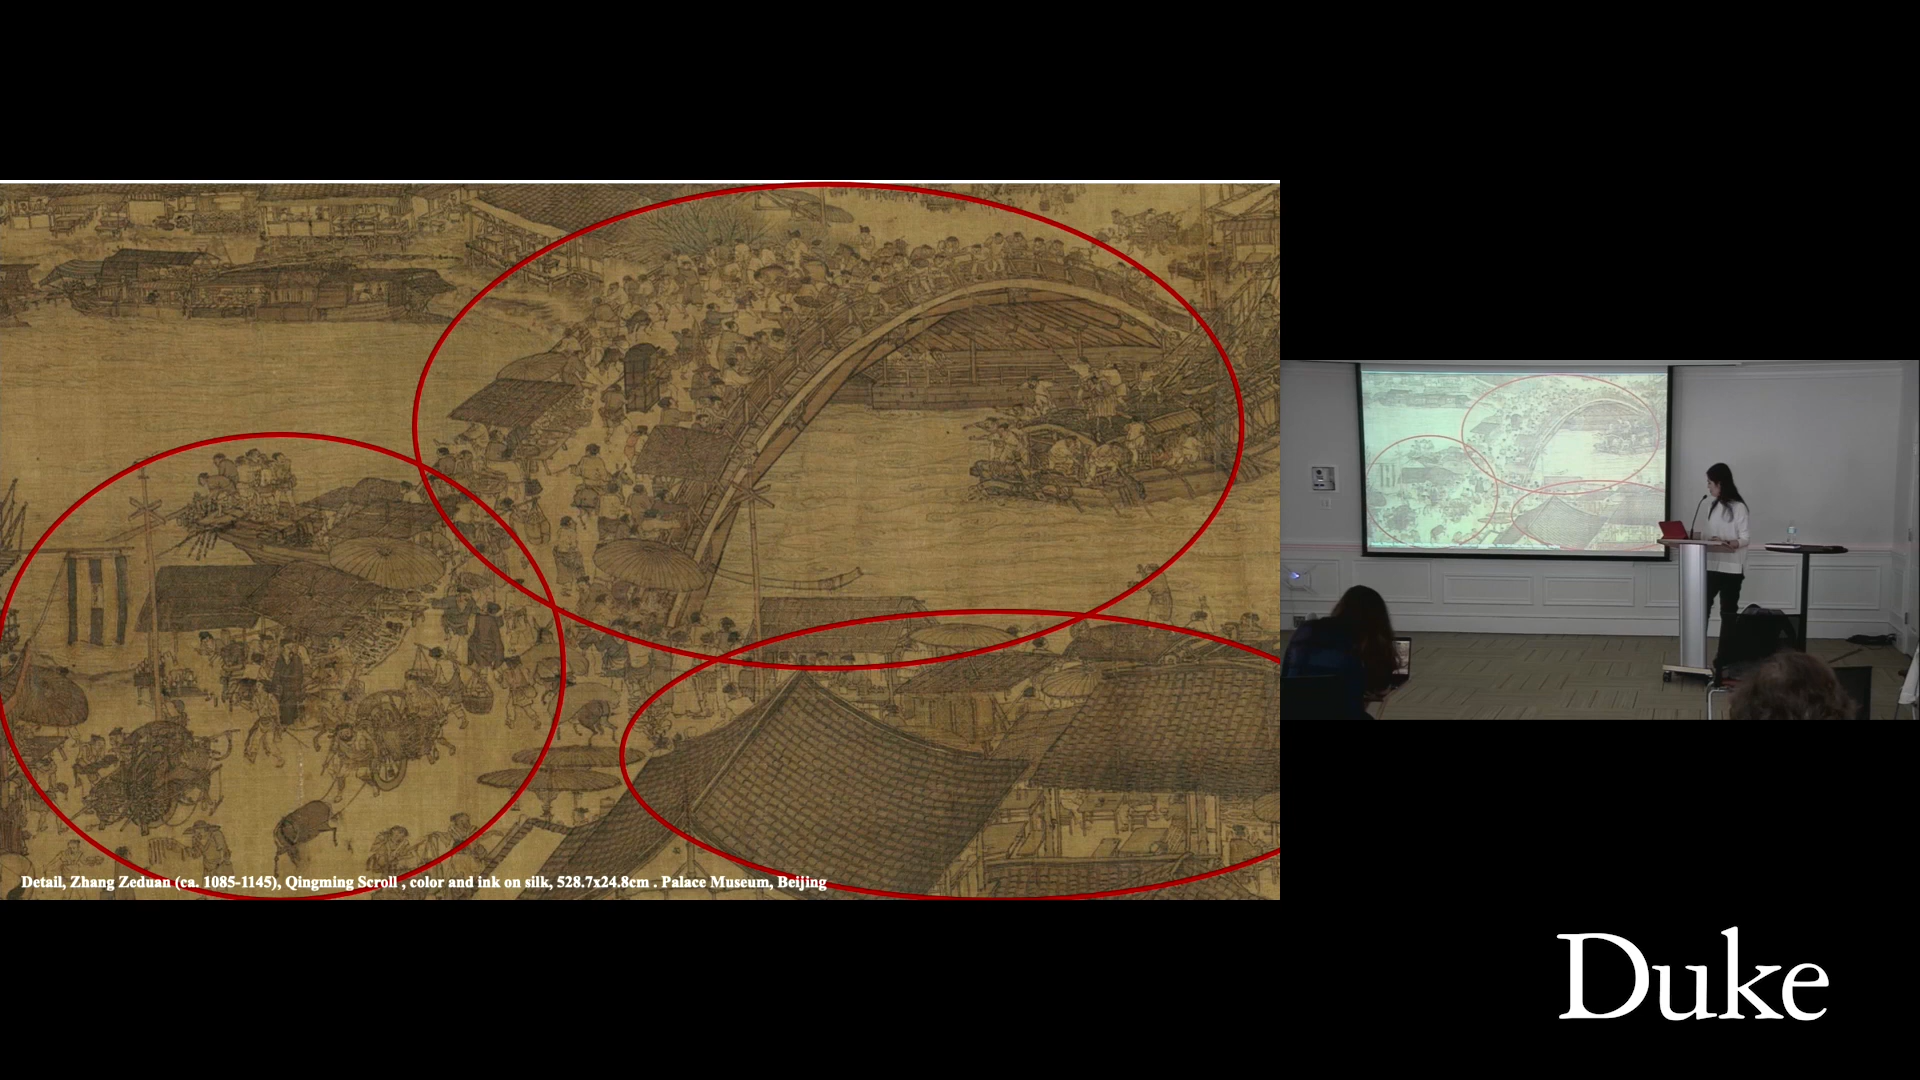 Detail, Zhang Zeduan (ca. 1085-1145), Qingming Scroll , color and ink on silk, 528.7x24.8cm . Palace Museum, Beijing
Duke